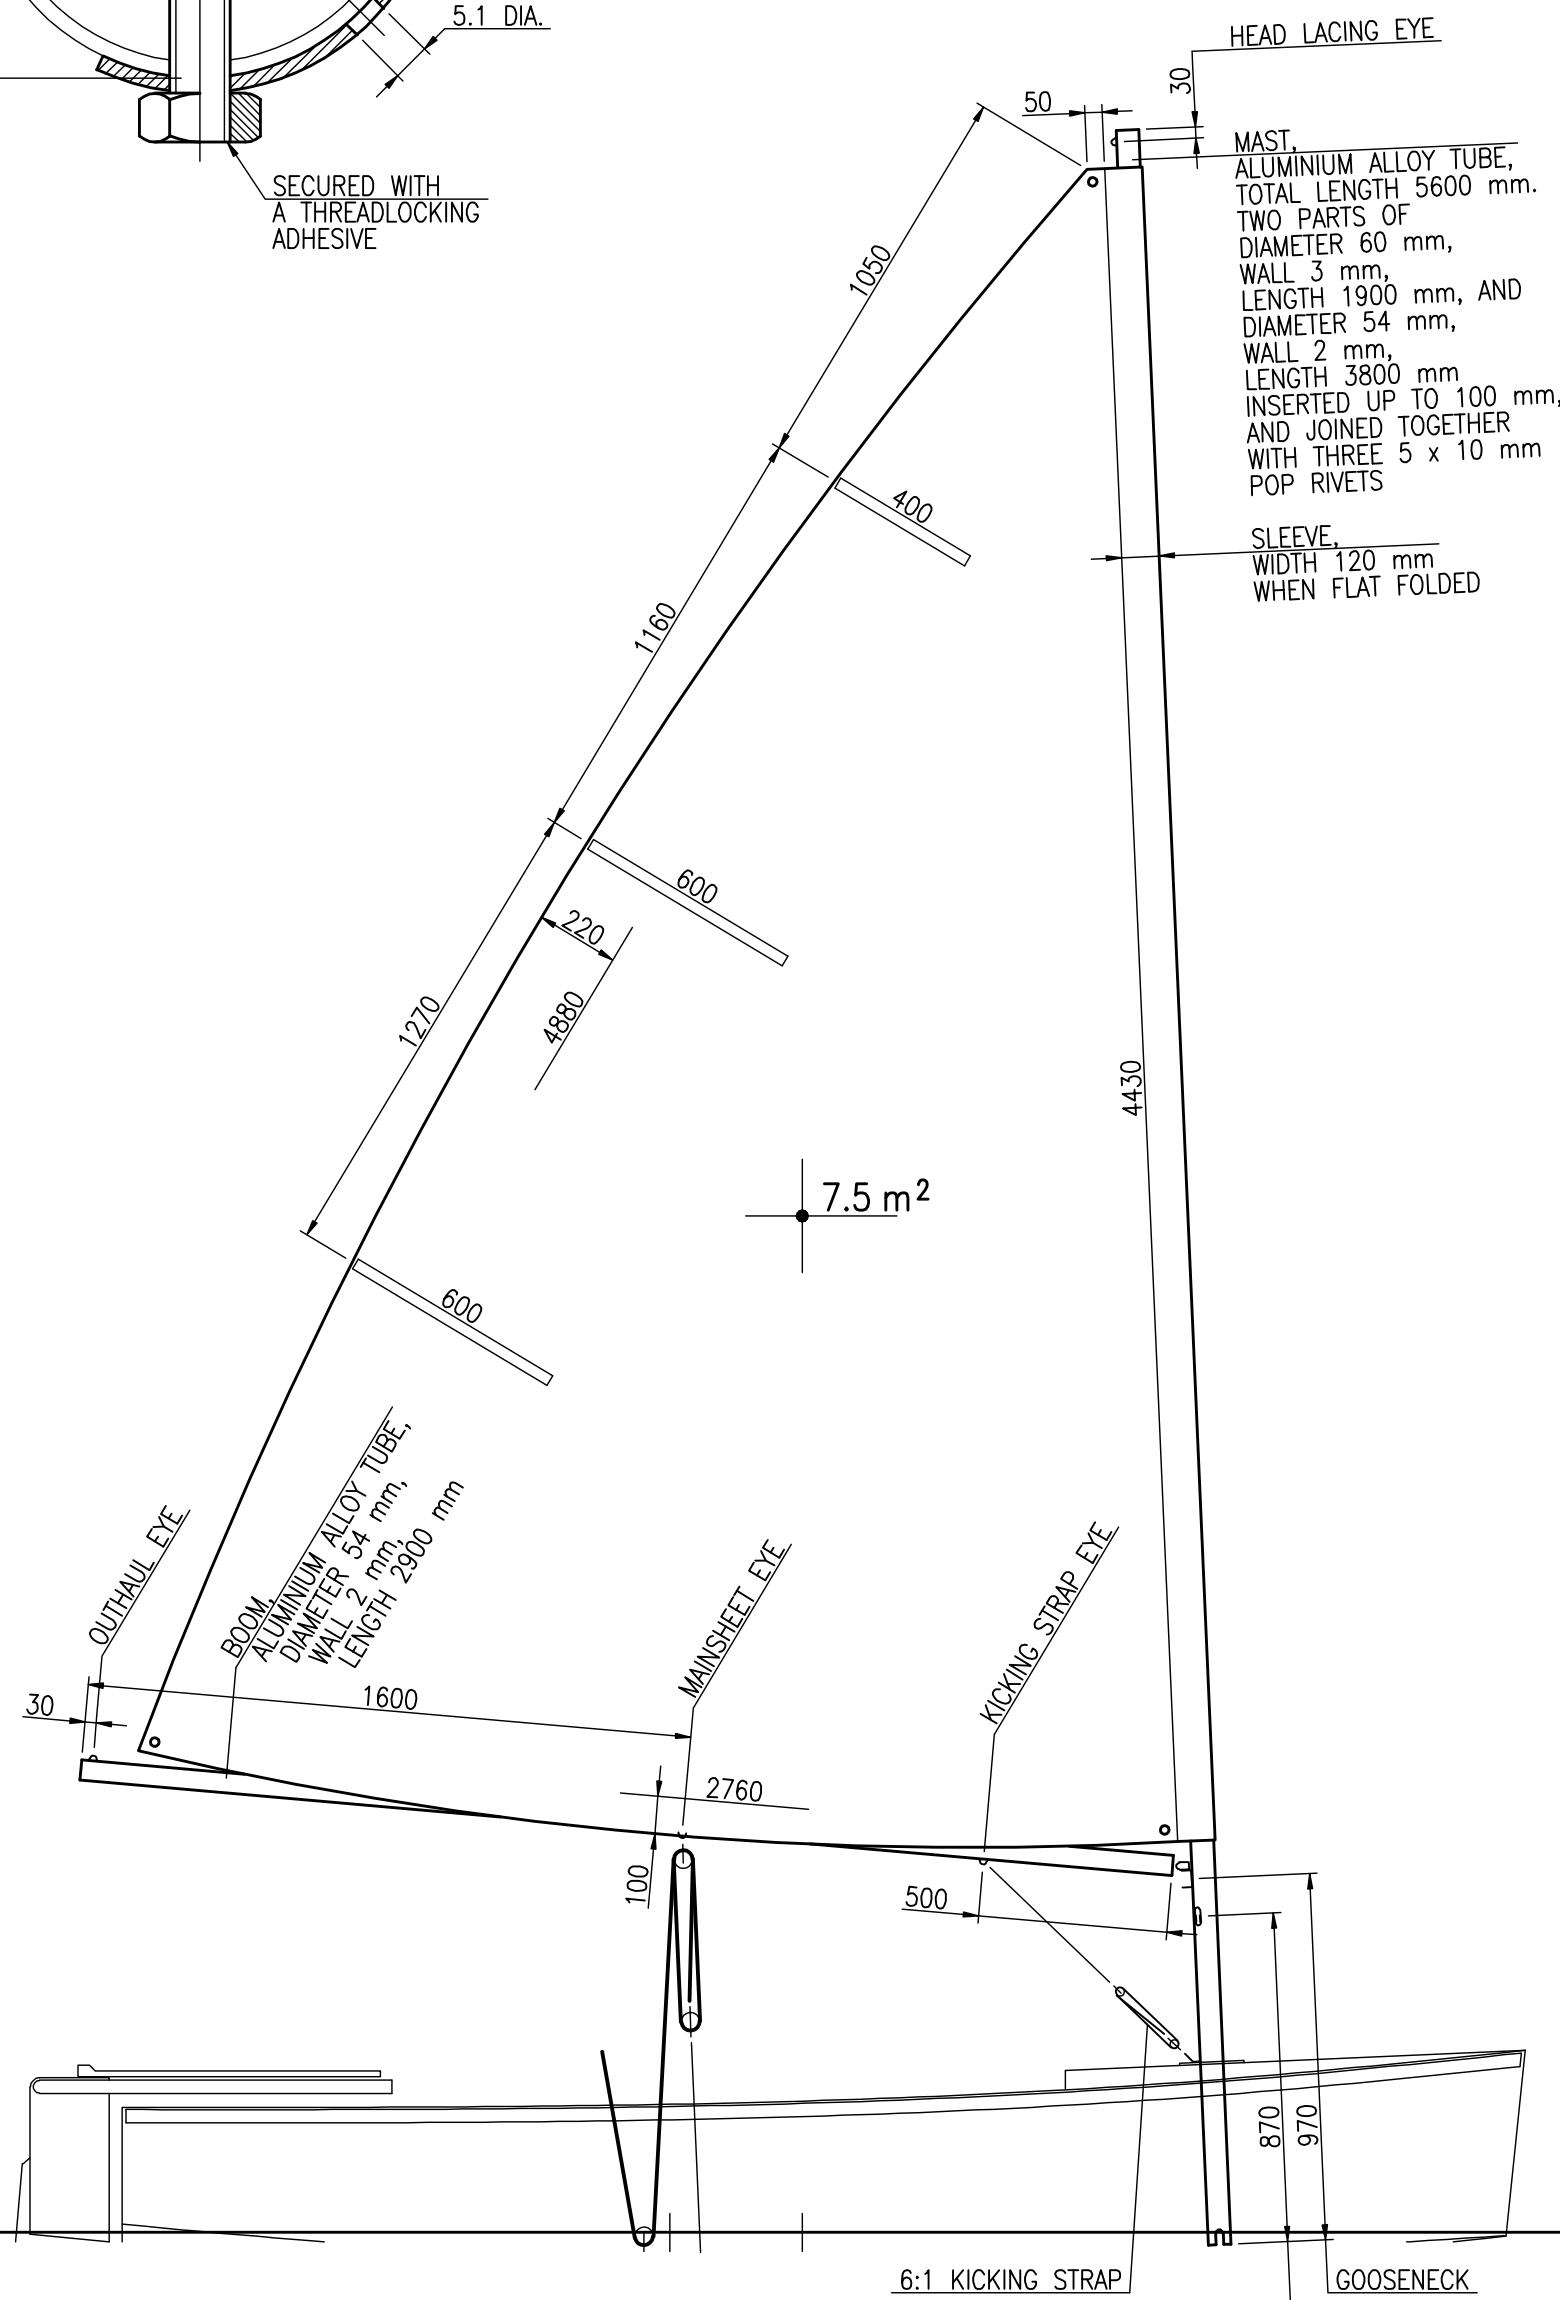 5.1 DIA.
SECURED WITH
A THREADLOCKING
ADHESIVE
HEAD LACING EYE
30
50
MAST,
ALUMINIUM ALLOY TUBE,
TOTAL LENGTH 5600 mm.
TWO PARTS OF
DIAMETER 60 mm,
WALL 3 mm,
LENGTH 1900 mm, AND
DIAMETER 54 mm,
WALL 2 mm,
LENGTH 3800 mm
INSERTED UP TO 100 mm,
AND JOINED TOGETHER
WITH THREE 5 x 10 mm
POP RIVETS
1050
400
SLEEVE,
WIDTH 120 mm
WHEN FLAT FOLDED
1160
600
220
4880
1270
4430
7.5 m²
600
OUTHAUL EYE
BOOM,
ALUMINIUM ALLOY TUBE,
DIAMETER 54 mm,
WALL 2 mm,
LENGTH 2900 mm
MAINSHEET EYE
KICKING STRAP EYE
30
1600
2760
100
500
870
970
6:1 KICKING STRAP
GOOSENECK